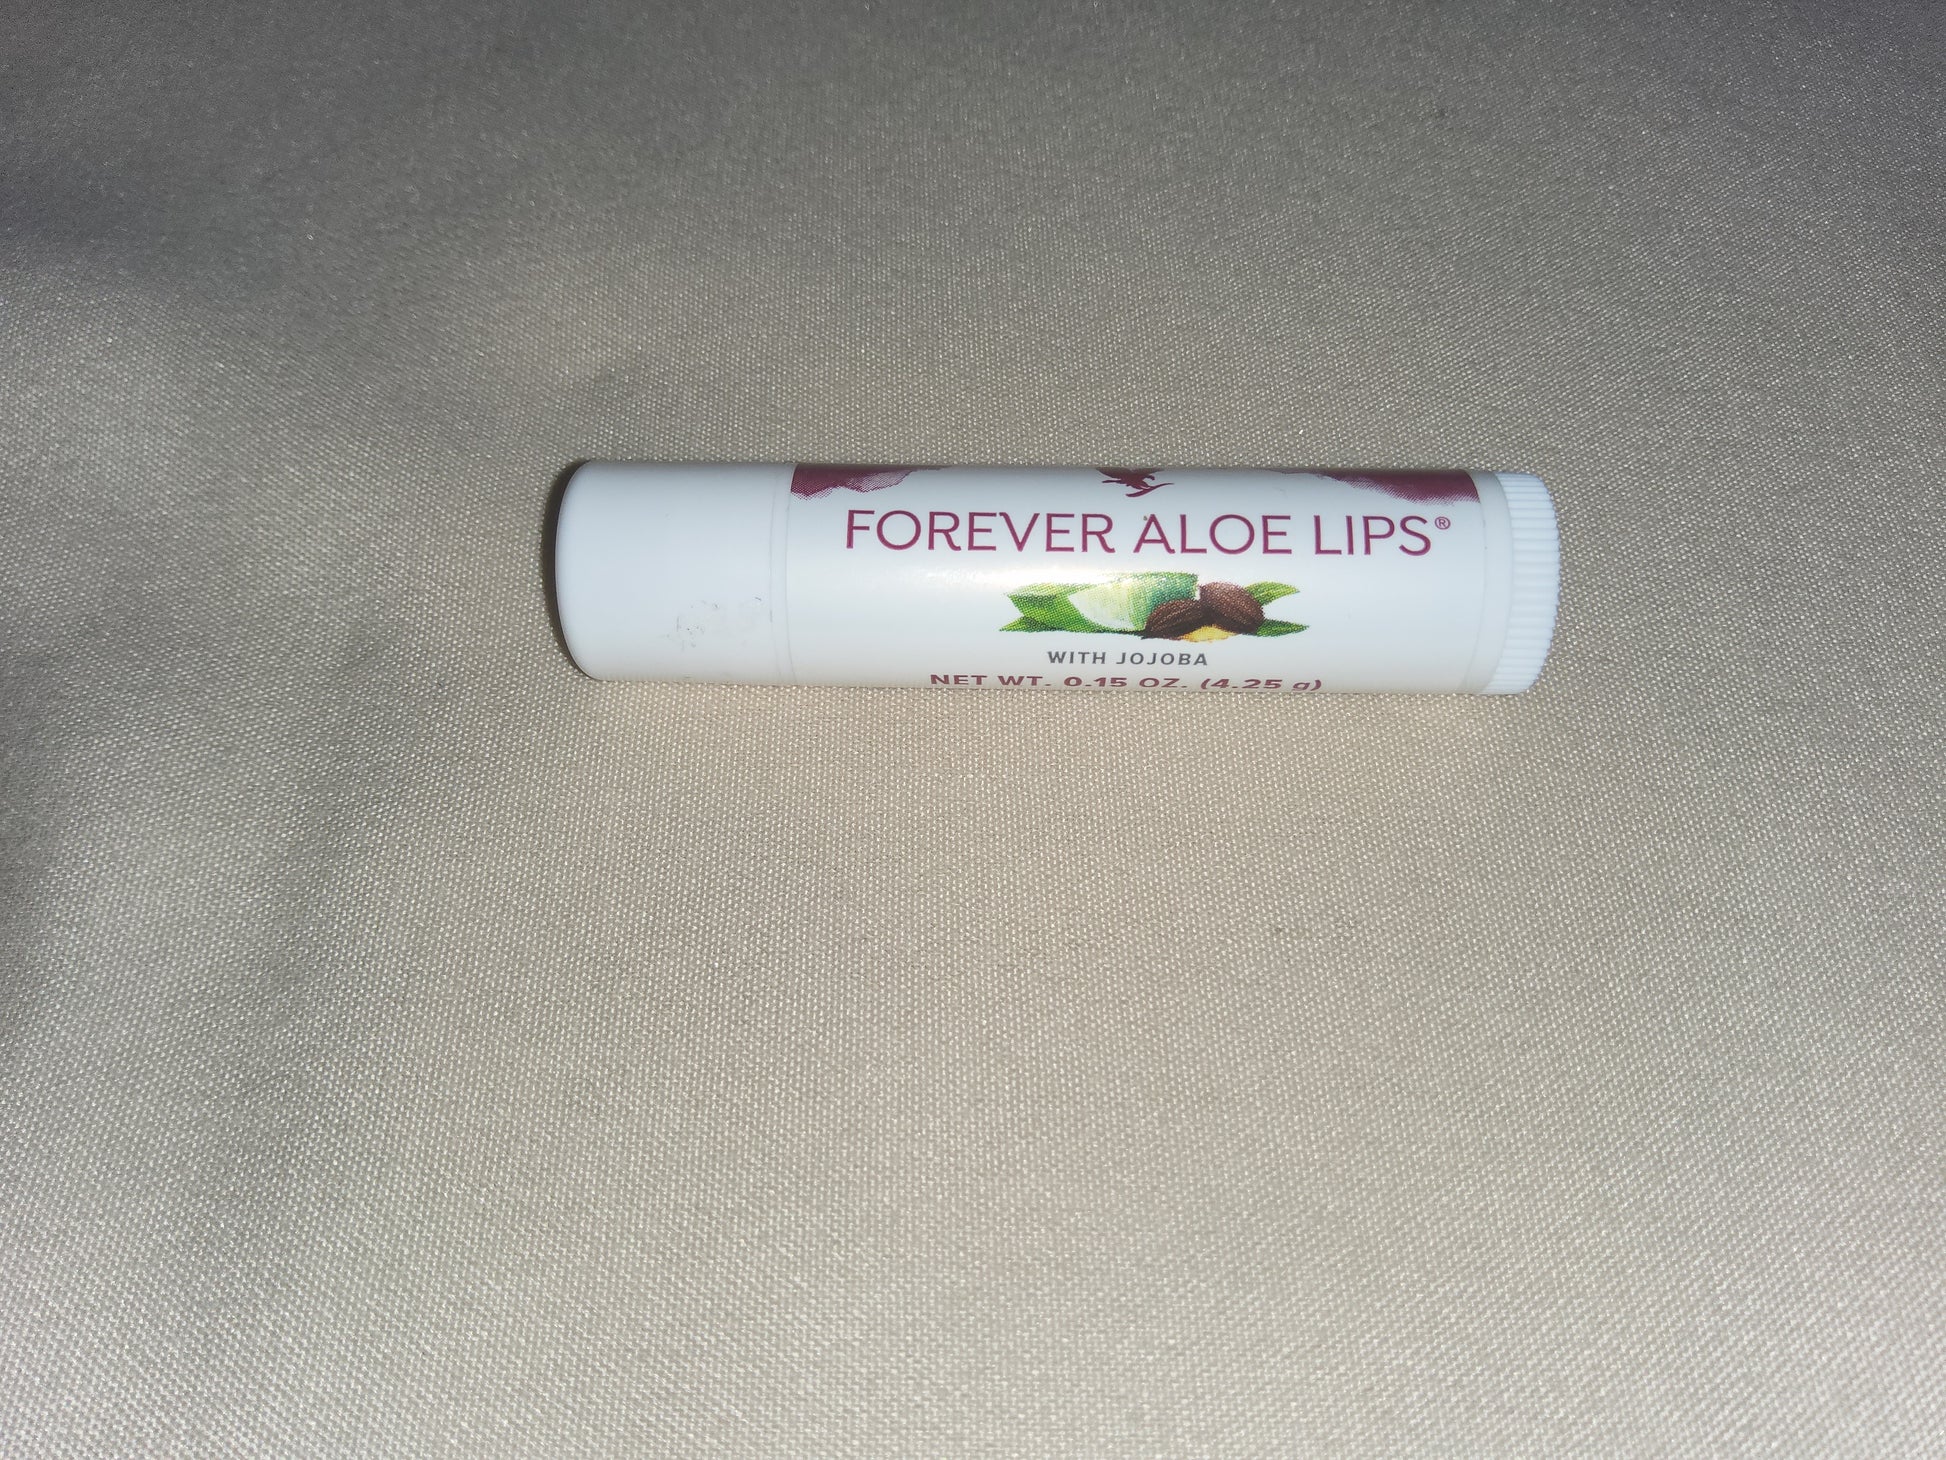 FOREVER ALOE LIPS®
WITH JOJOBA
NET WT. 0.15 OZ. (4.25 g)